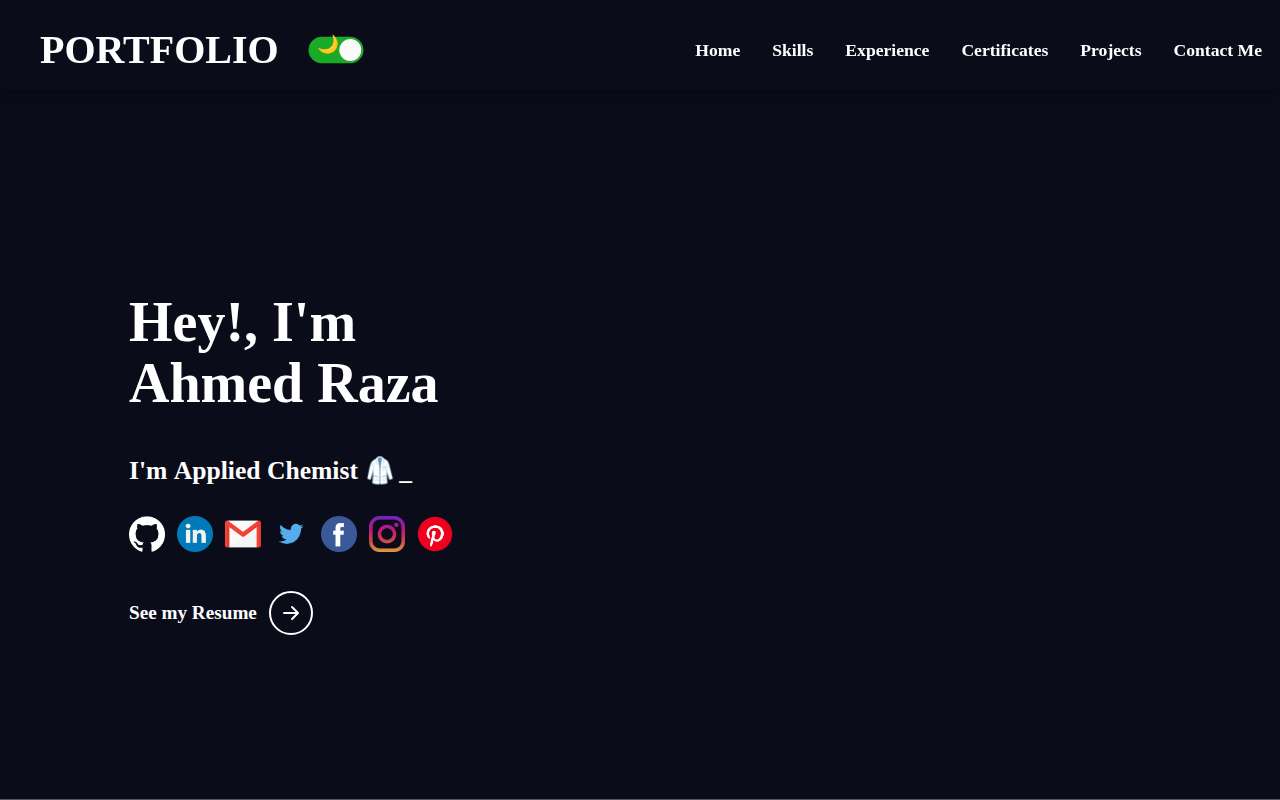 PORTFOLIO
Home Skills Experience Certificates Projects Contact Me
Hey!, I'm
Ahmed Raza
I'm Applied Chemist 🥼 _
See my Resume